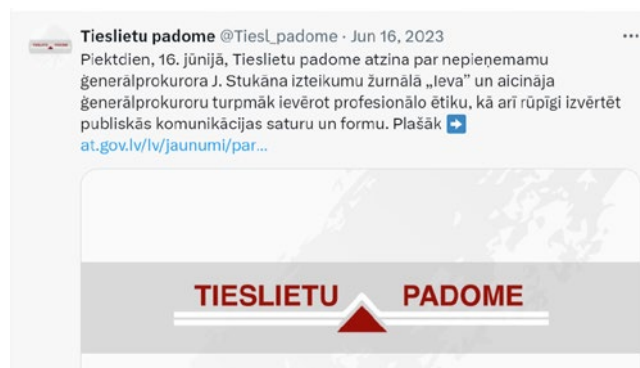 Tieslietu padome @Tiesl_padome · Jun 16, 2023
Piektdien, 16. jūnijā, Tieslietu padome atzina par nepieņemamu
ģenerālprokurora J. Stukāna izteikumu žurnālā „Ieva” un aicināja
ģenerālprokuroru turpmāk ievērot profesionālo ētiku, kā arī rūpīgi izvērtēt
publiskās komunikācijas saturu un formu. Plašāk ➡️
at.gov.lv/lv/jaunumi/par...
TIESLIETU PADOME